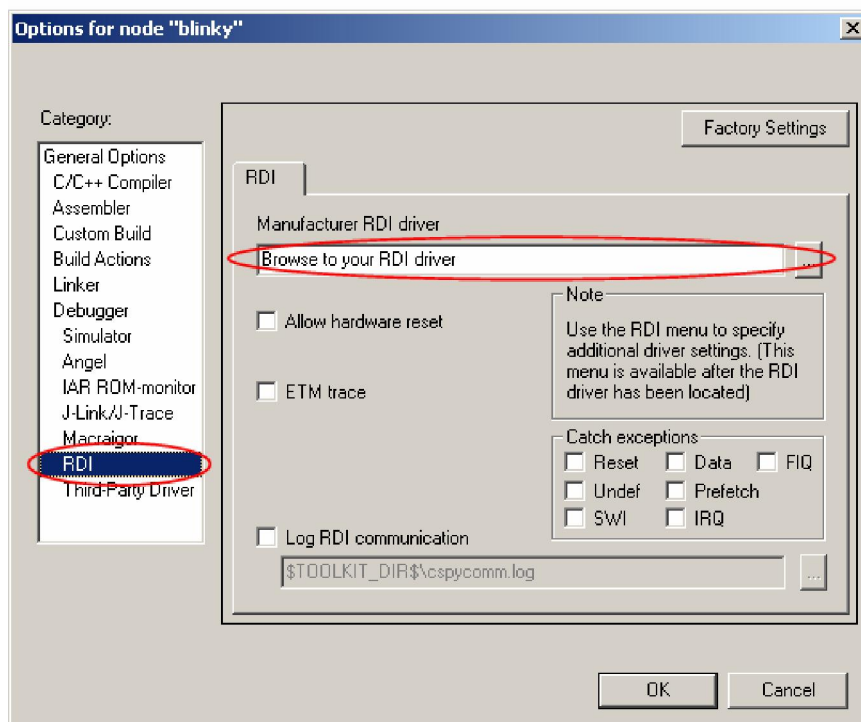 Options for node "blinky"
Category:
General Options
C/C++ Compiler
Assembler
Custom Build
Build Actions
Linker
Debugger
Simulator
Angel
IAR ROM-monitor
J-Link/J-Trace
Macraigor
RDI
Third-Party Driver
Factory Settings
RDI
Manufacturer RDI driver
Browse to your RDI driver
...
Allow hardware reset
ETM trace
Note
Use the RDI menu to specify
additional driver settings. (This
menu is available after the RDI
driver has been located)
Catch exceptions
Reset Data FIQ
Undef Prefetch
SWI IRQ
Log RDI communication
$TOOLKIT_DIR$\cspycomm.log
...
OK Cancel